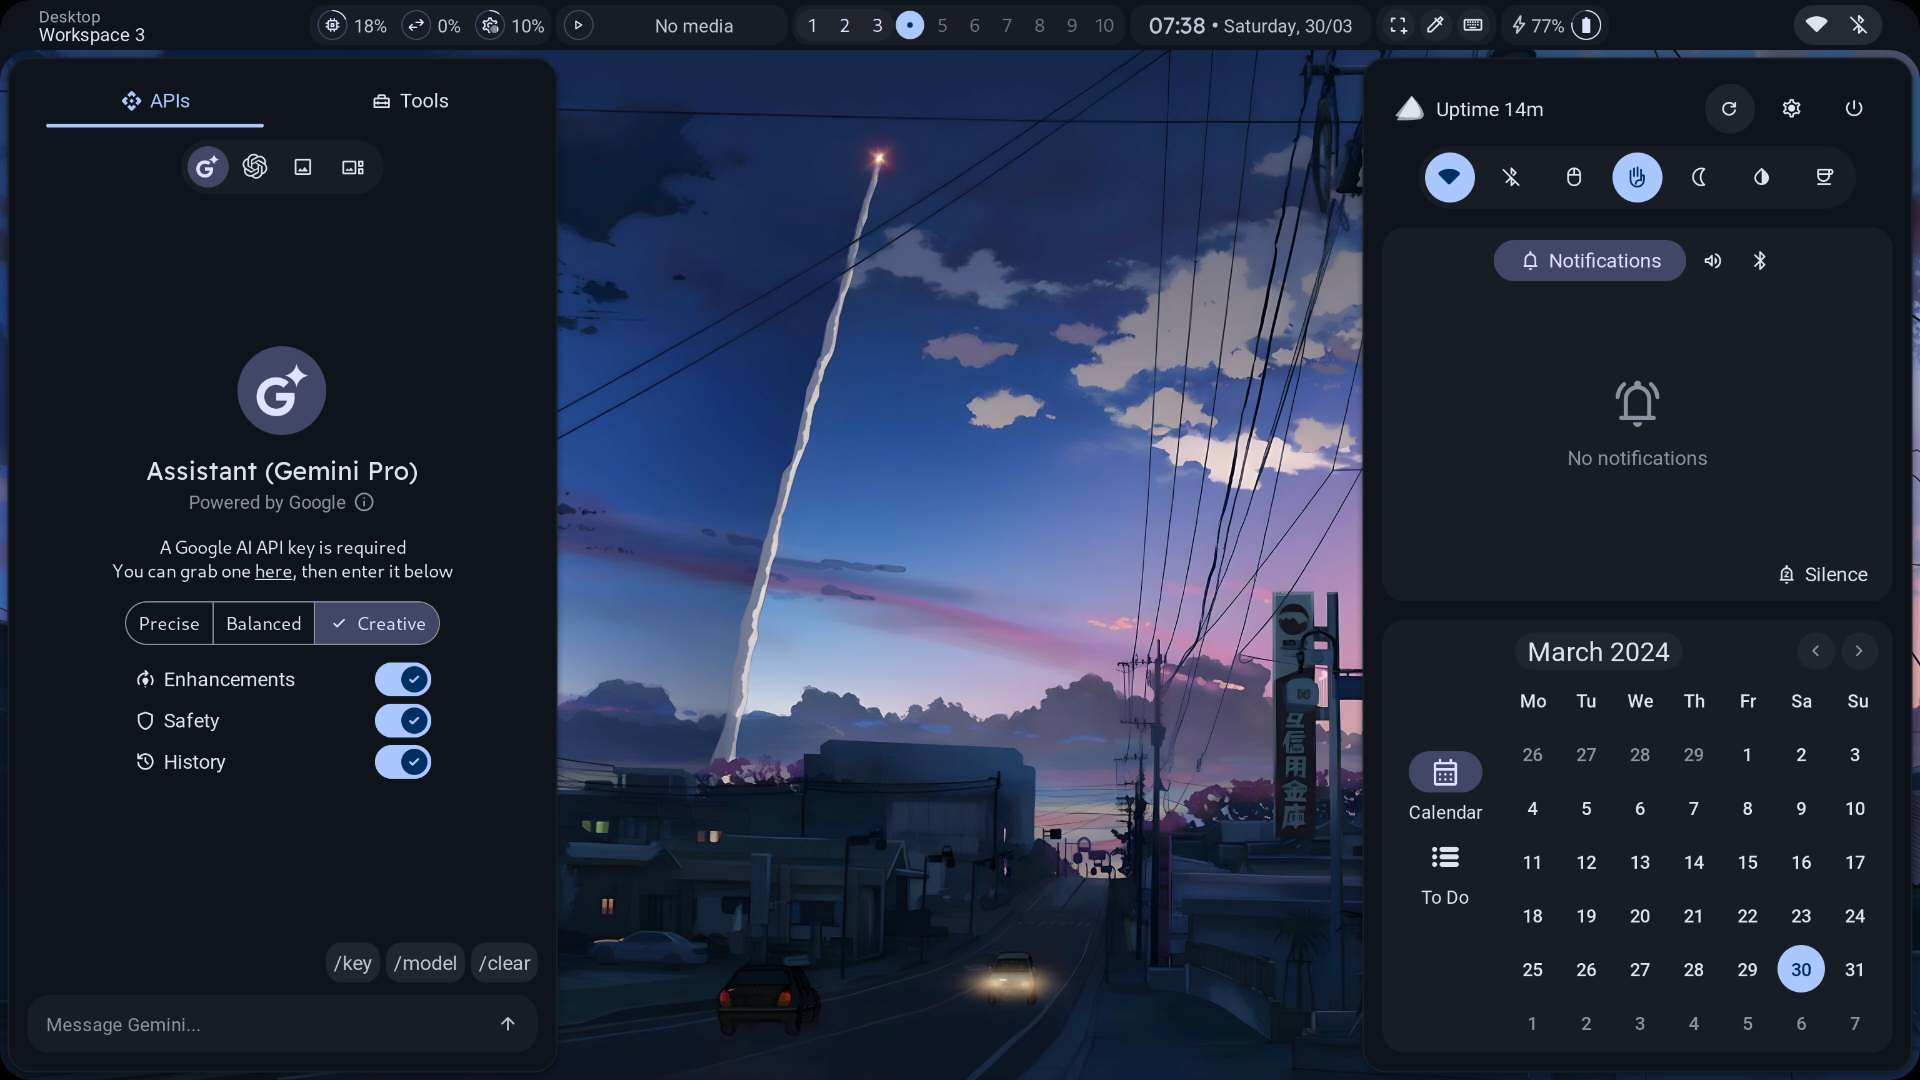 Desktop
Workspace 3
18% 0% 10%
No media
1 2 3 5 6 7 8 9 10
07:38 • Saturday, 30/03
77%
APIs Tools
Assistant (Gemini Pro)
Powered by Google
A Google AI API key is required
You can grab one here, then enter it below
Precise Balanced Creative
Enhancements
Safety
History
/key /model /clear
Message Gemini...
互信用金庫
Uptime 14m
Notifications
No notifications
Silence
March 2024
Mo Tu We Th Fr Sa Su
26 27 28 29 1 2 3
4 5 6 7 8 9 10
11 12 13 14 15 16 17
18 19 20 21 22 23 24
25 26 27 28 29 30 31
1 2 3 4 5 6 7
Calendar
To Do